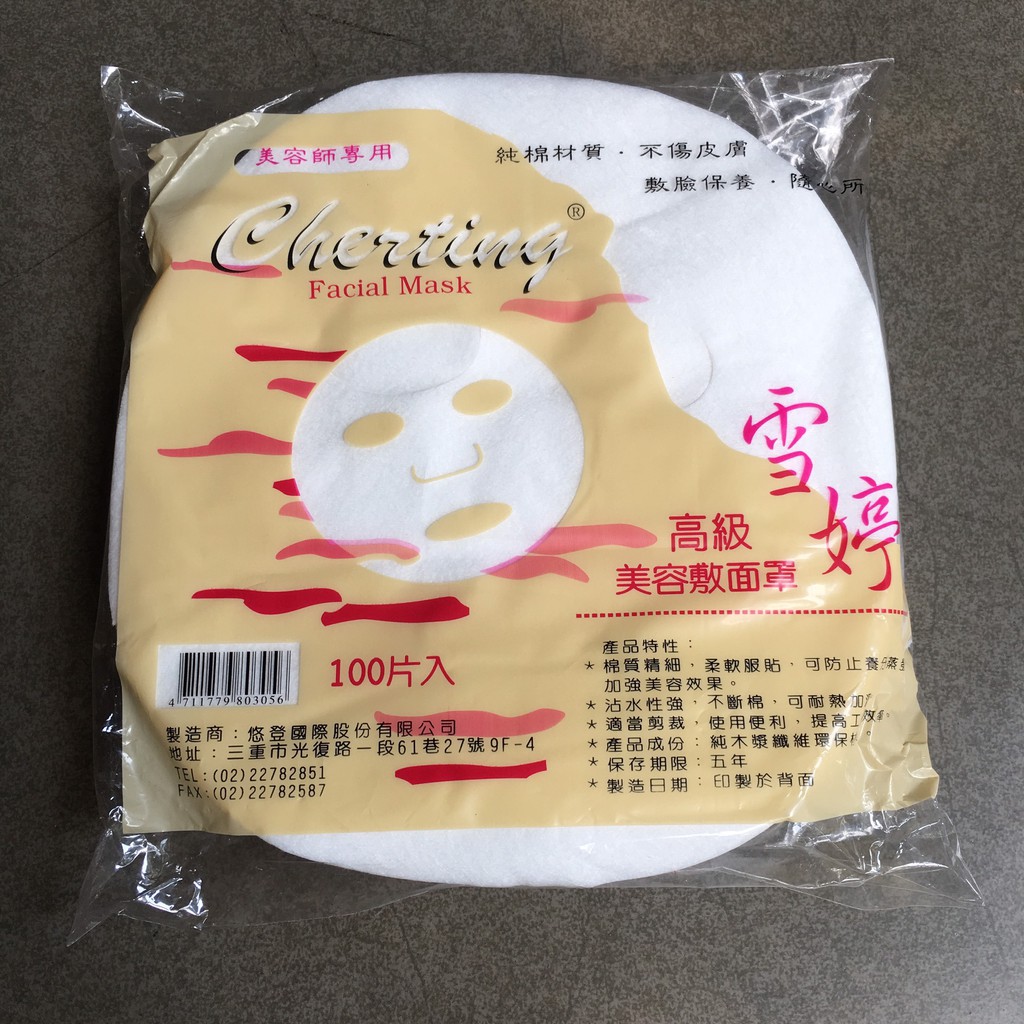 美容師專用
純棉材質・不傷皮膚
敷臉保養・隨心所
Cherting®
Facial Mask
雪婷
高級
美容敷面罩
100片入
4 711779 803056
製造商：悠登國際股份有限公司
地址：三重市光復路一段61巷27號9F-4
TEL:(02)22782851
FAX:(02)22782587
產品特性：
*棉質精細，柔軟服貼，可防止養份蒸
加強美容效果。
*沾水性強，不斷棉，可耐熱加
*適當剪裁，使用便利，提高工效率。
*產品成份：純木漿纖維環保棉。
*保存期限：五年
*製造日期：印製於背面